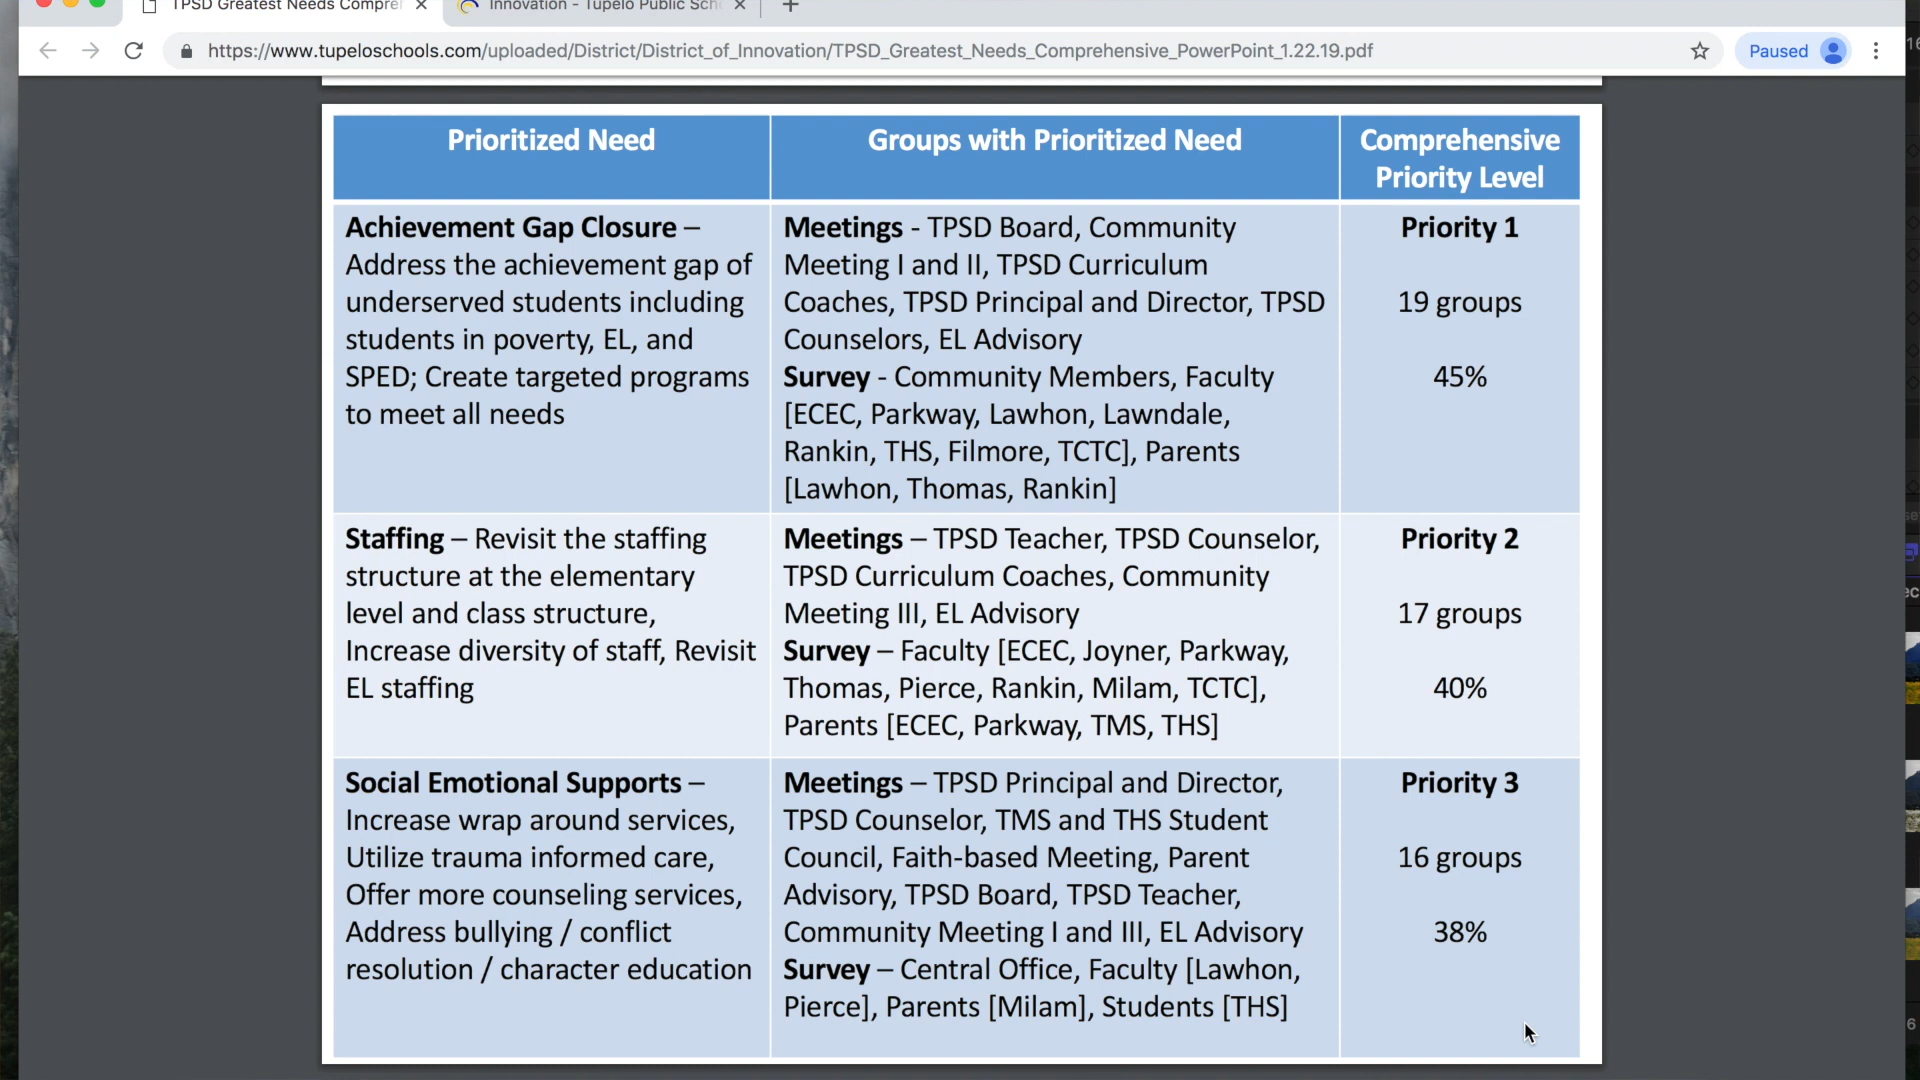 TPSD Greatest Needs Compre
Innovation - Tupelo Public Sch
https://www.tupeloschools.com/uploaded/District/District_of_Innovation/TPSD_Greatest_Needs_Comprehensive_PowerPoint_1.22.19.pdf
Paused
Prioritized Need
Groups with Prioritized Need
Comprehensive
Priority Level
Achievement Gap Closure –
Address the achievement gap of
underserved students including
students in poverty, EL, and
SPED; Create targeted programs
to meet all needs
Meetings - TPSD Board, Community
Meeting I and II, TPSD Curriculum
Coaches, TPSD Principal and Director, TPSD
Counselors, EL Advisory
Survey - Community Members, Faculty
[ECEC, Parkway, Lawhon, Lawndale,
Rankin, THS, Filmore, TCTC], Parents
[Lawhon, Thomas, Rankin]
Priority 1
19 groups
45%
Staffing – Revisit the staffing
structure at the elementary
level and class structure,
Increase diversity of staff, Revisit
EL staffing
Meetings – TPSD Teacher, TPSD Counselor,
TPSD Curriculum Coaches, Community
Meeting III, EL Advisory
Survey – Faculty [ECEC, Joyner, Parkway,
Thomas, Pierce, Rankin, Milam, TCTC],
Parents [ECEC, Parkway, TMS, THS]
Priority 2
17 groups
40%
Social Emotional Supports –
Increase wrap around services,
Utilize trauma informed care,
Offer more counseling services,
Address bullying / conflict
resolution / character education
Meetings – TPSD Principal and Director,
TPSD Counselor, TMS and THS Student
Council, Faith-based Meeting, Parent
Advisory, TPSD Board, TPSD Teacher,
Community Meeting I and III, EL Advisory
Survey – Central Office, Faculty [Lawhon,
Pierce], Parents [Milam], Students [THS]
Priority 3
16 groups
38%